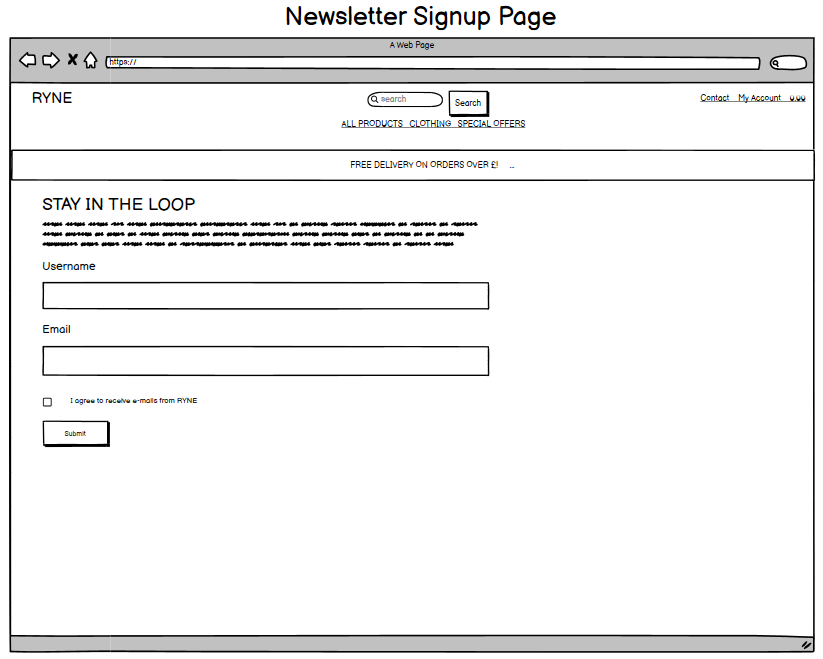 Newsletter Signup Page
A Web Page
https://
RYNE
search
Search
Contact My Account 0.00
ALL PRODUCTS CLOTHING SPECIAL OFFERS
FREE DELIVERY ON ORDERS OVER £! ...
STAY IN THE LOOP
Username
Email
I agree to receive e-mails from RYNE
Submit